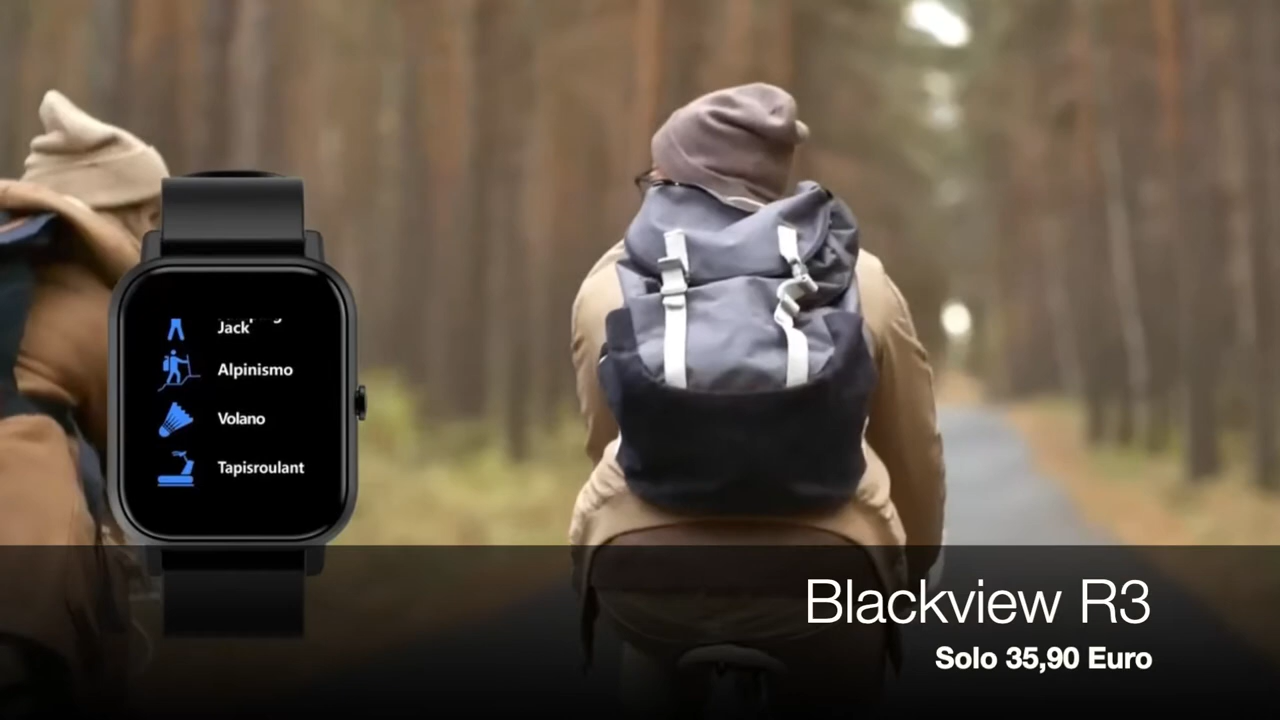 Jack
Alpinismo
Volano
Tapisroulant
Blackview R3
Solo 35,90 Euro